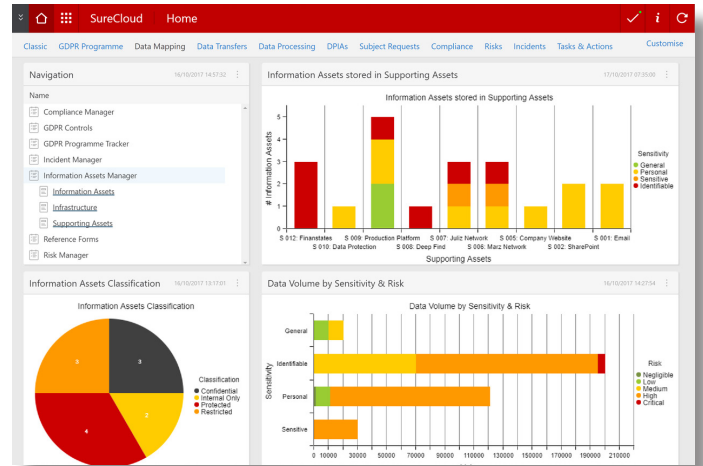 SureCloud Home
Classic GDPR Programme Data Mapping Data Transfers Data Processing DPIAs Subject Requests Compliance Risks Incidents Tasks & Actions Customise
Navigation 16/10/2017 14:57:32
Name
Compliance Manager
GDPR Controls
GDPR Programme Tracker
Incident Manager
Information Assets Manager
Information Assets
Infrastructure
Supporting Assets
Reference Forms
Risk Manager
Information Assets stored in Supporting Assets 17/10/2017 07:35:00
Information Assets stored in Supporting Assets
# Information Assets
5
4
3
2
1
0
S 012: Finanstates S 009: Production Platform S 007: Juliz Network S 005: Company Website S 001: Email
S 010: Data Protection S 008: Deep Find S 006: Marz Network S 002: SharePoint
Supporting Assets
Sensitivity
General
Personal
Sensitive
Identifiable
Information Assets Classification 16/10/2017 13:17:01
Information Assets Classification
3
3
2
4
Classification
Confidential
Internal Only
Protected
Restricted
Data Volume by Sensitivity & Risk 16/10/2017 14:27:54
Data Volume by Sensitivity & Risk
Sensitivity
General
Identifiable
Personal
Sensitive
0 10000 30000 50000 70000 90000 110000 130000 150000 170000 190000 210000
Risk
Negligible
Low
Medium
High
Critical